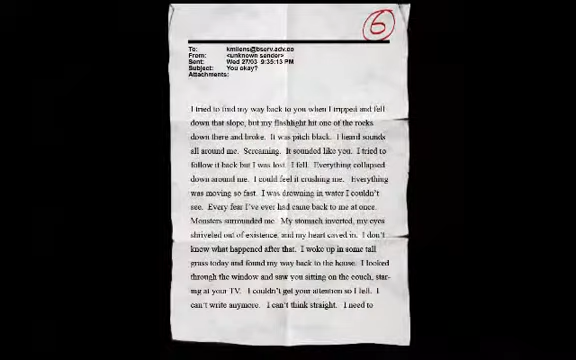 6
To: kmilens@bserv.adv.co
From: <unknown sender>
Sent: Wed 27/03 9:35:13 PM
Subject: You okay?
Attachments:
I tried to find my way back to you when I tripped and fell
down that slope, but my flashlight hit one of the rocks
down there and broke. It was pitch black. I heard sounds
all around me. Screaming. It sounded like you. I tried to
follow it back but I was lost. I fell. Everything collapsed
down around me. I could feel it crushing me. Everything
was moving so fast. I was drowning in water I couldn't
see. Every fear I've ever had came back to me at once.
Monsters surrounded me. My stomach inverted, my eyes
shriveled out of existence, and my heart caved in. I don't
know what happened after that. I woke up in some tall
grass today and found my way back to the house. I looked
through the window and saw you sitting on the couch, star-
ing at your TV. I couldn't get your attention so I left. I
can't write anymore. I can't think straight. I need to